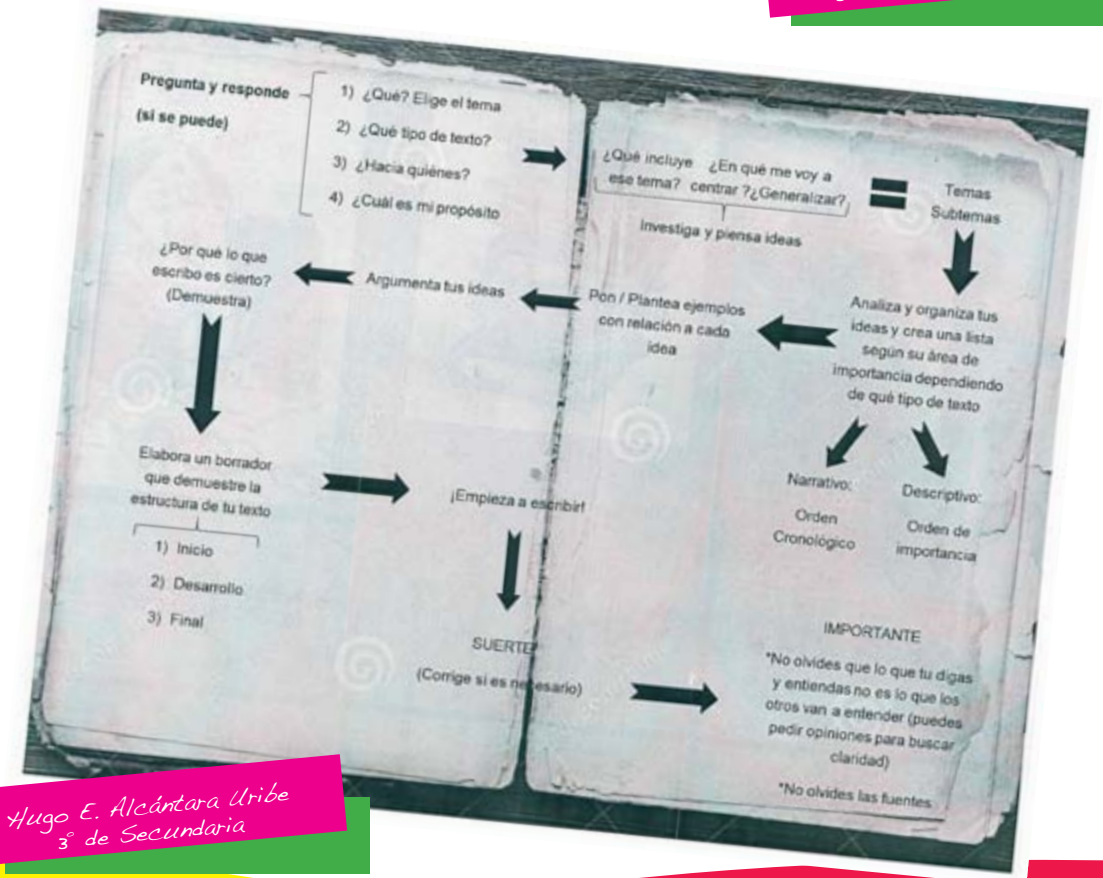 Pregunta y responde
(si se puede)
1) ¿Qué? Elige el tema
2) ¿Qué tipo de texto?
3) ¿Hacia quiénes?
4) ¿Cuál es mi propósito
¿Qué incluye ¿En qué me voy a
ese tema? centrar ?¿Generalizar?
Investiga y piensa ideas
Temas
Subtemas
Analiza y organiza tus
ideas y crea una lista
según su área de
importancia dependiendo
de qué tipo de texto
Narrativo:
Orden
Cronológico
Descriptivo:
Orden de
importancia
Pon / Plantea ejemplos
con relación a cada
idea
Argumenta tus ideas
¿Por qué lo que
escribo es cierto?
(Demuestra)
Elabora un borrador
que demuestre la
estructura de tu texto
1) Inicio
2) Desarrollo
3) Final
¡Empieza a escribir!
SUERTE
(Corrige si es necesario)
IMPORTANTE
*No olvides que lo que tu digas
y entiendas no es lo que los
otros van a entender (puedes
pedir opiniones para buscar
claridad)
*No olvides las fuentes
Hugo E. Alcántara Uribe
3° de Secundaria